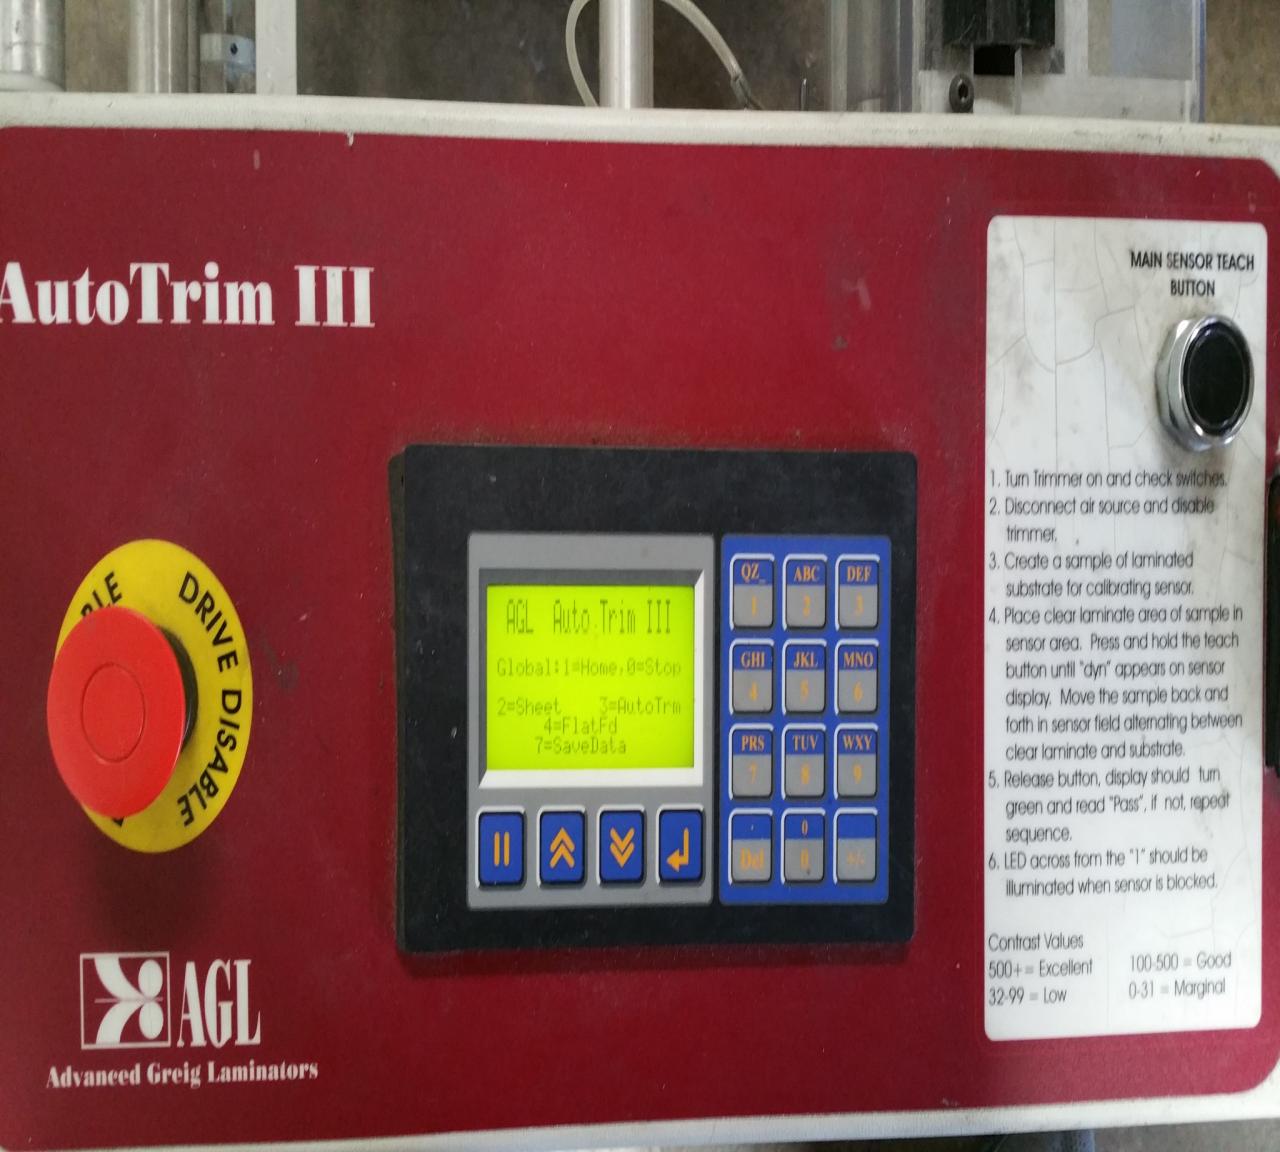 AutoTrim III
DRIVE DISABLE
BLE
AGL
Advanced Greig Laminators
AGL Auto Trim III
Global:1=Home,0=Stop
2=Sheet 3=AutoTrm
4=FlatFd
7=SaveData
QZ_ ABC DEF
1 2 3
GHI JKL MNO
4 5 6
PRS TUV WXY
7 8 9
. 0
Del 0 +/-
MAIN SENSOR TEACH
BUTTON
1. Turn Trimmer on and check switches.
2. Disconnect air source and disable
trimmer.
3. Create a sample of laminated
substrate for calibrating sensor.
4. Place clear laminate area of sample in
sensor area. Press and hold the teach
button until "dyn" appears on sensor
display. Move the sample back and
forth in sensor field alternating between
clear laminate and substrate.
5. Release button, display should turn
green and read "Pass", if not, repeat
sequence.
6. LED across from the "1" should be
illuminated when sensor is blocked.
Contrast Values
500+= Excellent 100-500 = Good
32-99 = Low 0-31 = Marginal